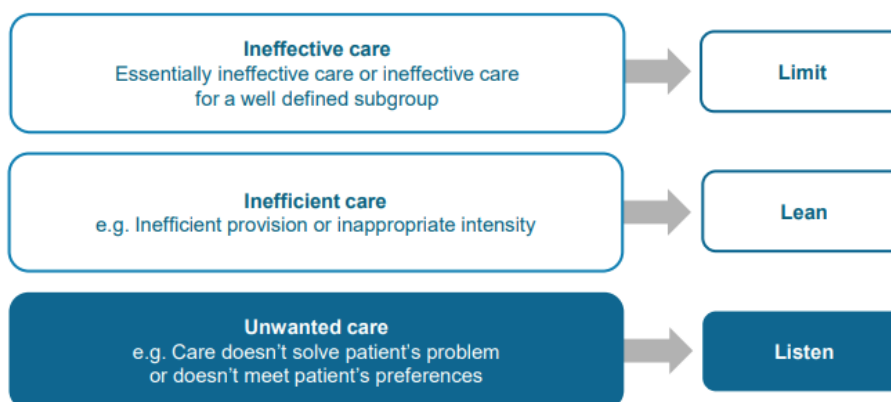 Ineffective care
Essentially ineffective care or ineffective care
for a well defined subgroup
Limit
Inefficient care
e.g. Inefficient provision or inappropriate intensity
Lean
Unwanted care
e.g. Care doesn't solve patient's problem
or doesn't meet patient's preferences
Listen